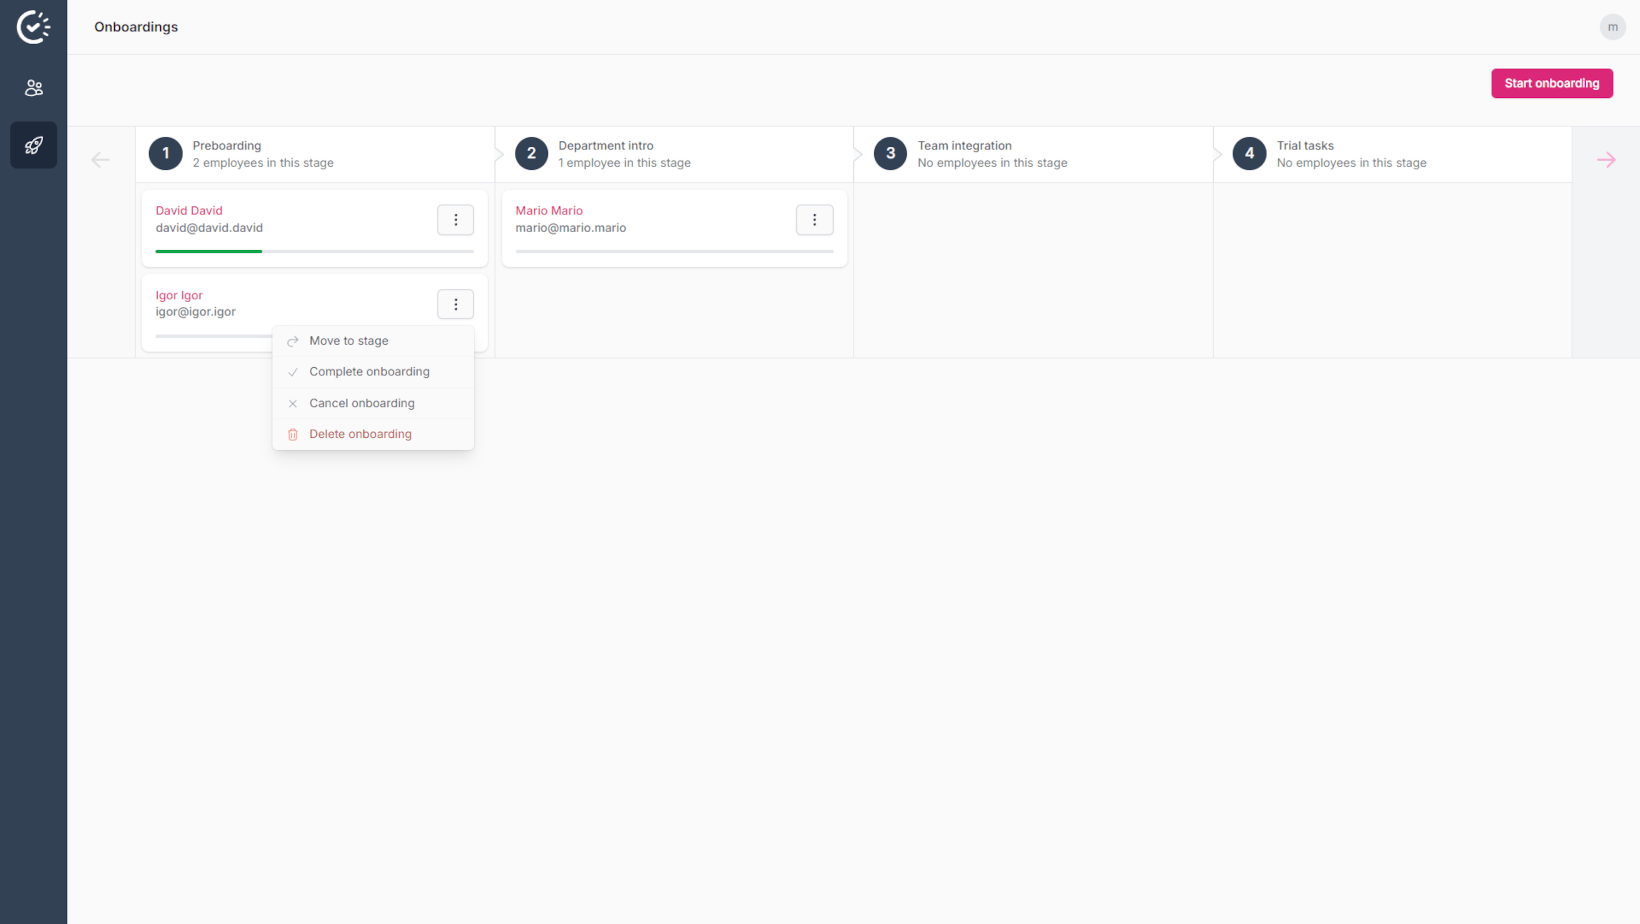 Onboardings
m
Start onboarding
1
Preboarding
2 employees in this stage
2
Department intro
1 employee in this stage
3
Team integration
No employees in this stage
4
Trial tasks
No employees in this stage
David David
david@david.david
Mario Mario
mario@mario.mario
Igor Igor
igor@igor.igor
Move to stage
Complete onboarding
Cancel onboarding
Delete onboarding